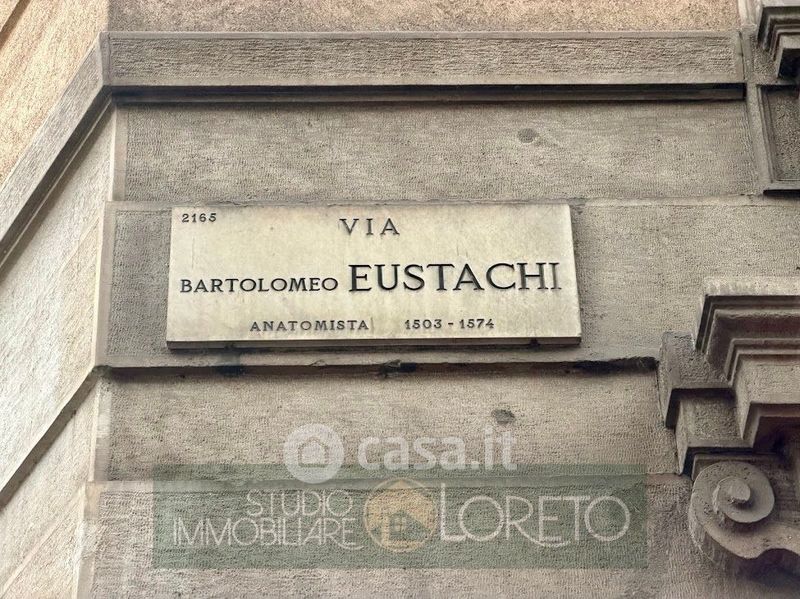 2165
VIA
BARTOLOMEO EUSTACHI
ANATOMISTA 1503 - 1574
casa.it
STUDIO
IMMOBILIARE LORETO